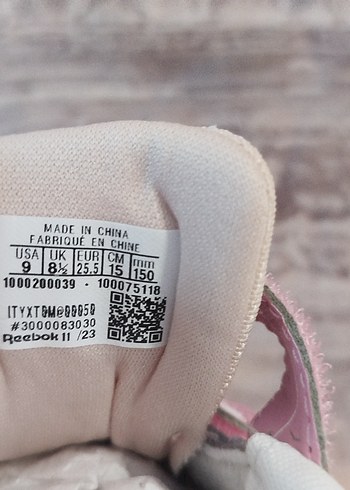 MADE IN CHINA
FABRIQUÉ EN CHINE
USA UK EUR CM mm
9 8½ 25.5 15 150
1000200039 - 100075118
#3000083030
Reebok 11 /23